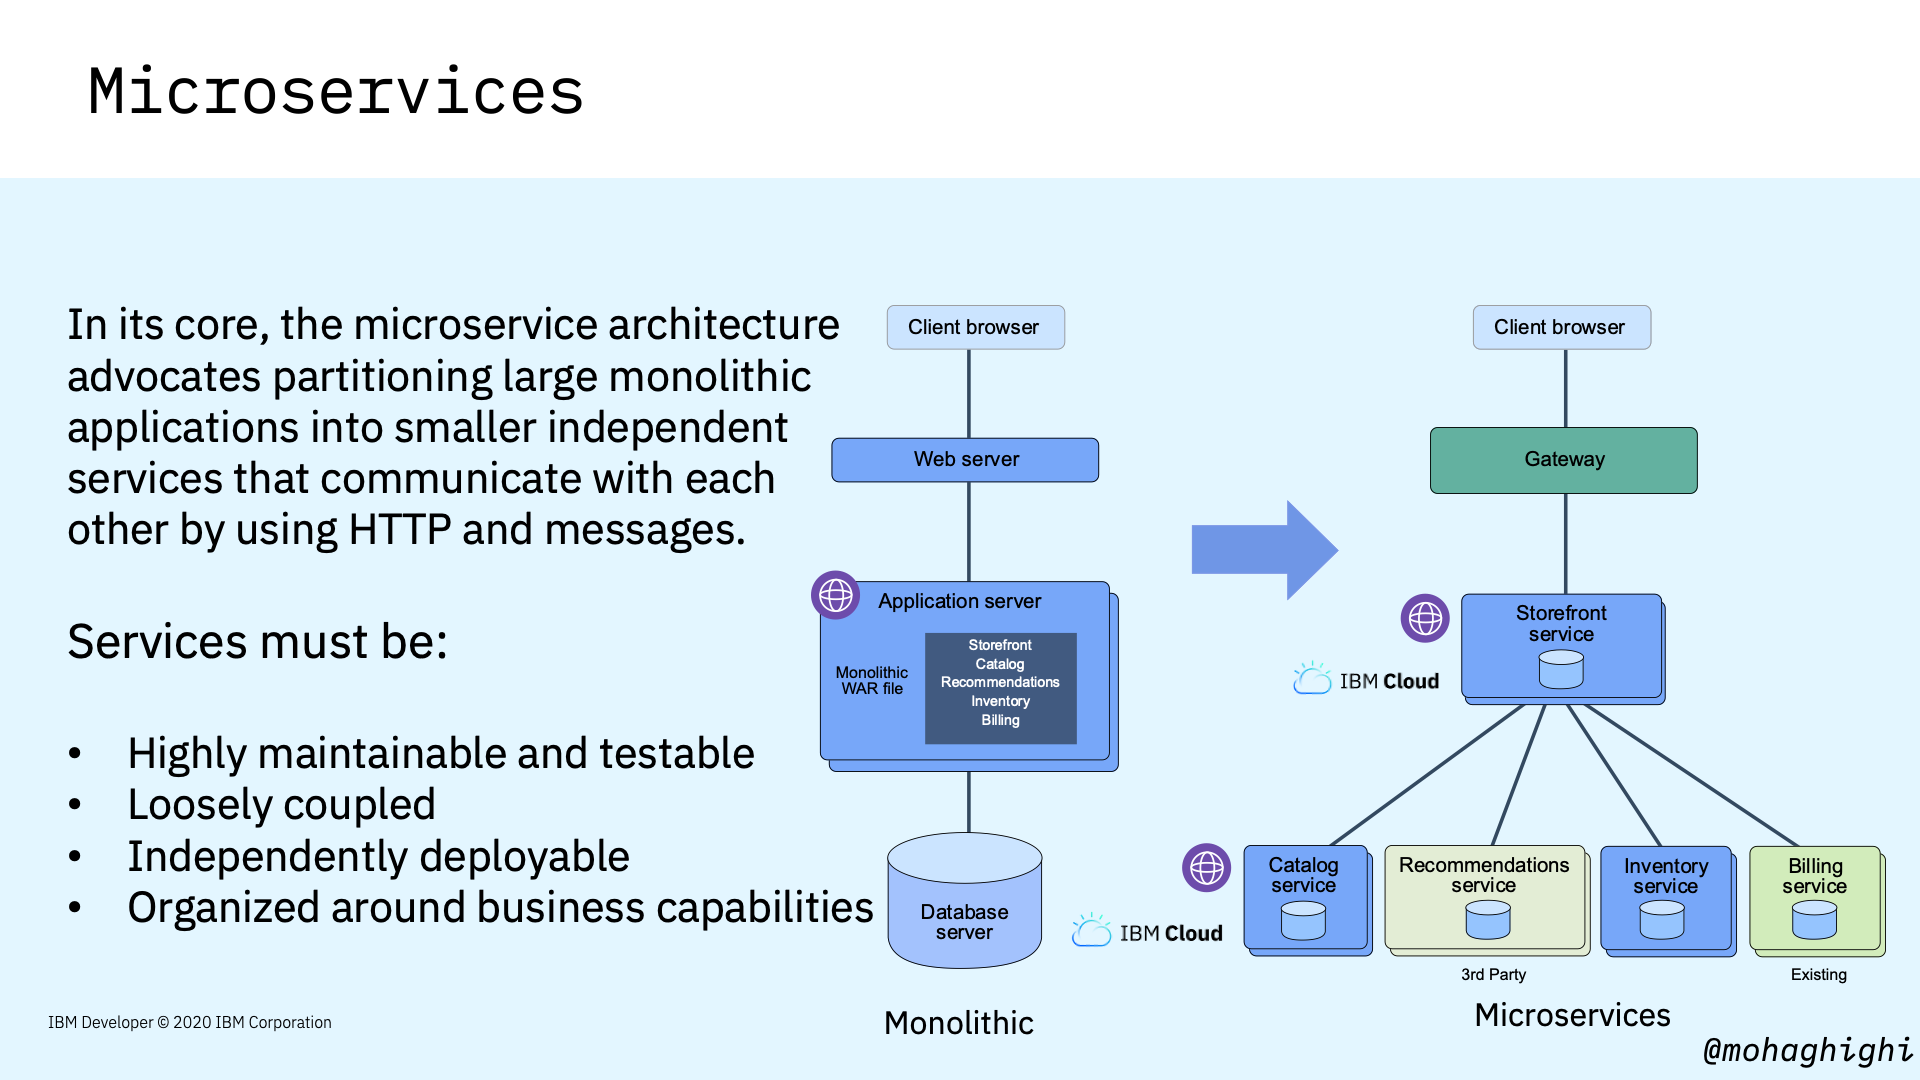 Microservices
In its core, the microservice architecture
advocates partitioning large monolithic
applications into smaller independent
services that communicate with each
other by using HTTP and messages.
Services must be:
• Highly maintainable and testable
• Loosely coupled
• Independently deployable
• Organized around business capabilities
Client browser
Web server
Application server
Monolithic
WAR file
Storefront
Catalog
Recommendations
Inventory
Billing
Database
server
Monolithic
Client browser
Gateway
Storefront
service
IBM Cloud
Catalog
service
IBM Cloud
Recommendations
service
3rd Party
Inventory
service
Billing
service
Existing
Microservices
IBM Developer © 2020 IBM Corporation
@mohaghighi